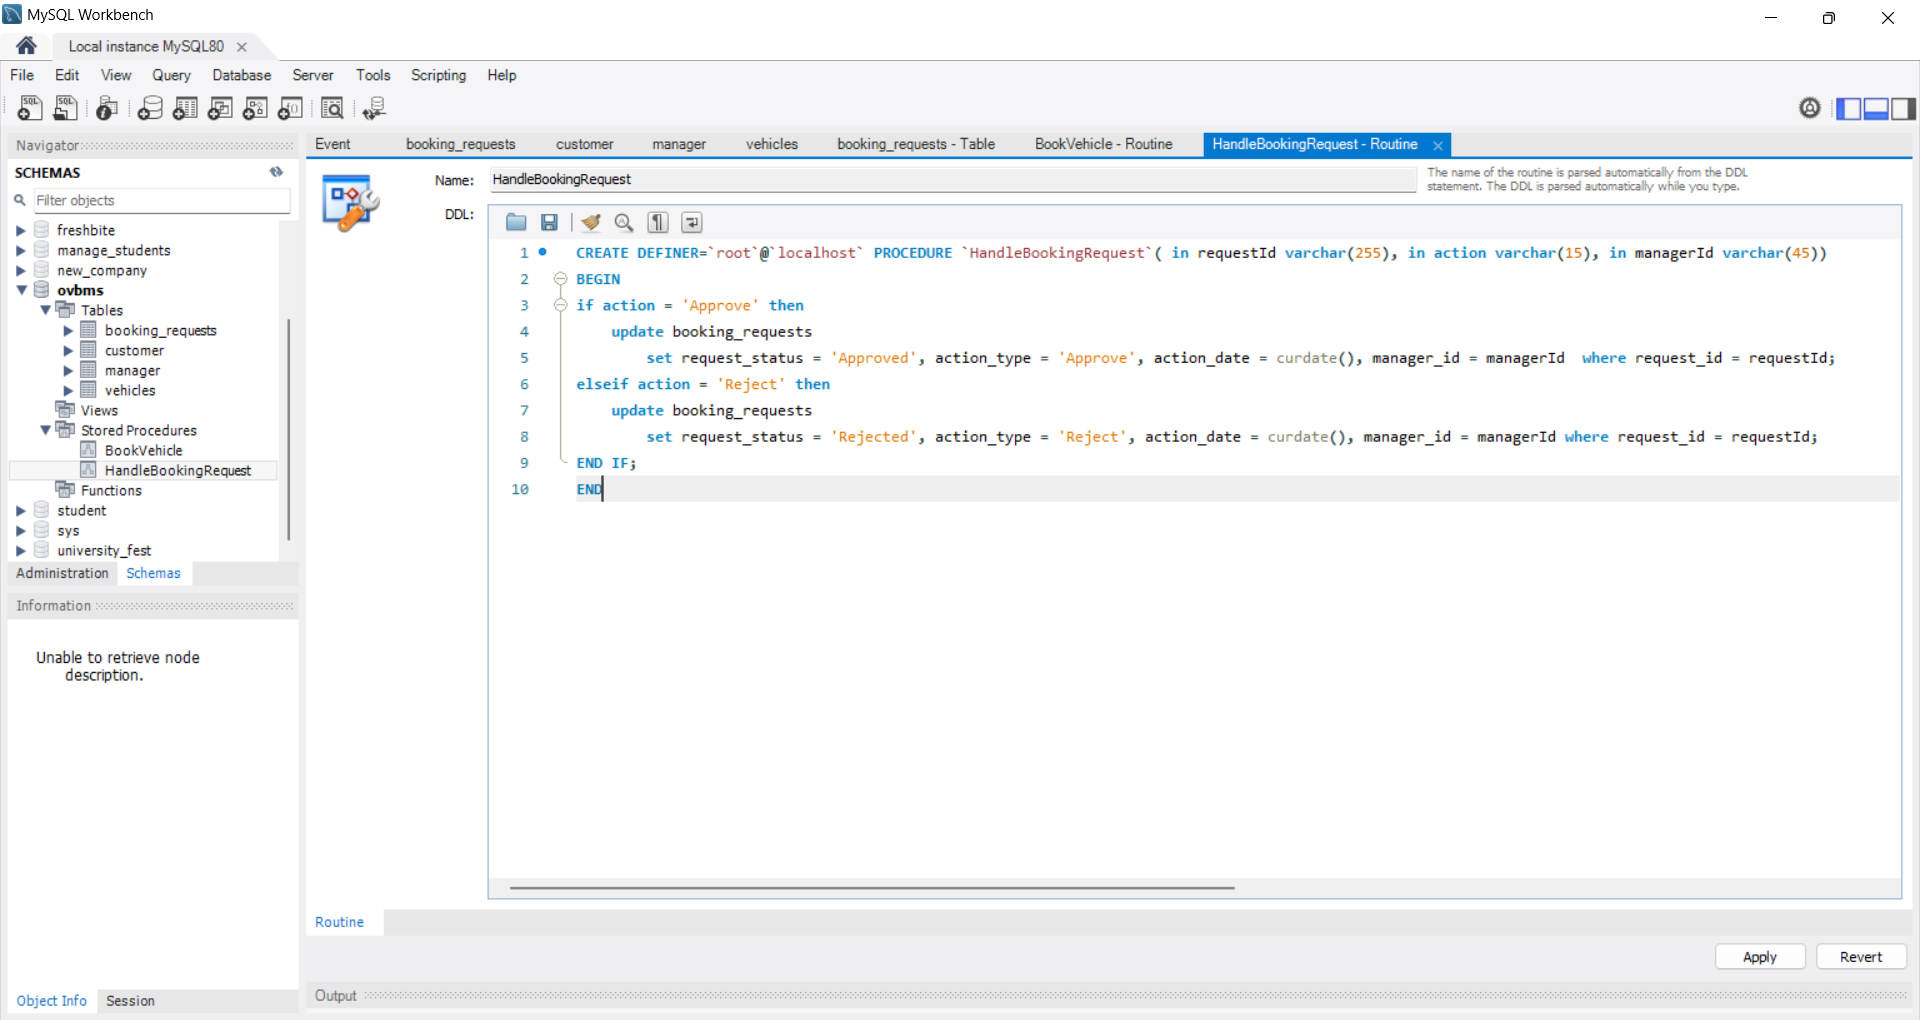 MySQL Workbench
Local instance MySQL80
File Edit View Query Database Server Tools Scripting Help
Navigator
SCHEMAS
Filter objects
freshbite
manage_students
new_company
ovbms
Tables
booking_requests
customer
manager
vehicles
Views
Stored Procedures
BookVehicle
HandleBookingRequest
Functions
student
sys
university_fest
Administration Schemas
Information
Unable to retrieve node
description.
Object Info Session
Event booking_requests customer manager vehicles booking_requests - Table BookVehicle - Routine HandleBookingRequest - Routine
Name: HandleBookingRequest
The name of the routine is parsed automatically from the DDL
statement. The DDL is parsed automatically while you type.
DDL:
1 CREATE DEFINER=`root`@`localhost` PROCEDURE `HandleBookingRequest`( in requestId varchar(255), in action varchar(15), in managerId varchar(45))
2 BEGIN
3 if action = 'Approve' then
4 update booking_requests
5 set request_status = 'Approved', action_type = 'Approve', action_date = curdate(), manager_id = managerId  where request_id = requestId;
6 elseif action = 'Reject' then
7 update booking_requests
8 set request_status = 'Rejected', action_type = 'Reject', action_date = curdate(), manager_id = managerId where request_id = requestId;
9 END IF;
10 END
Routine
Apply Revert
Output